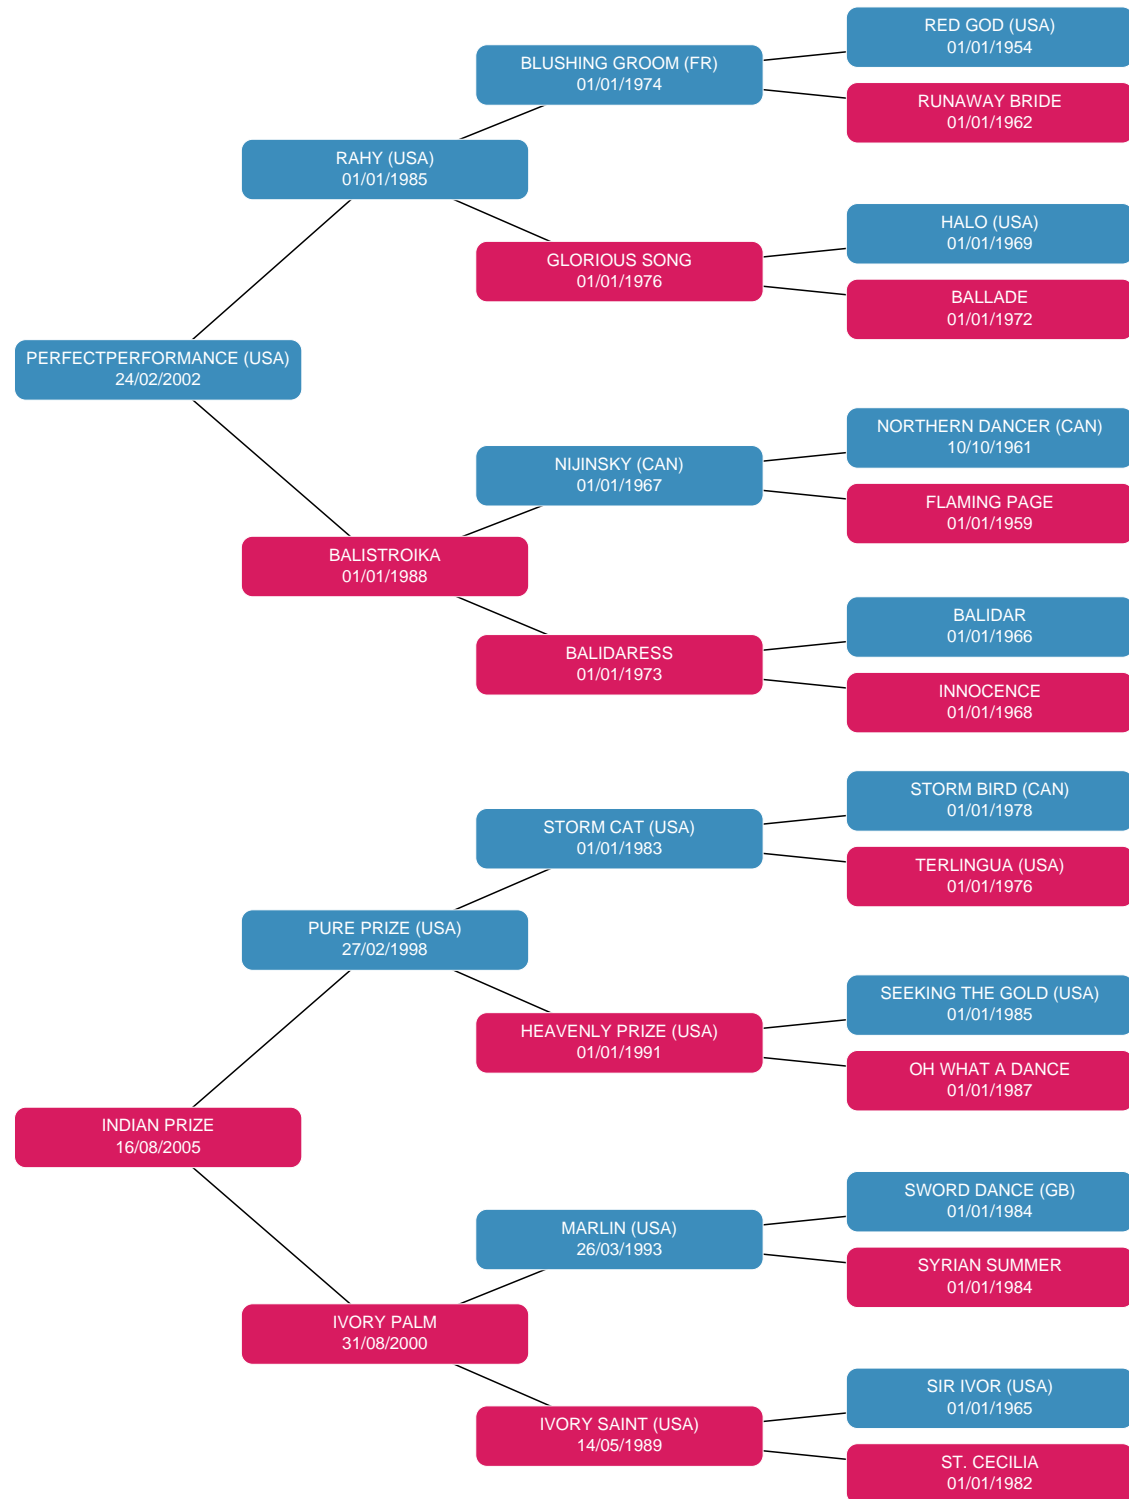 RED GOD (USA)
01/01/1954
BLUSHING GROOM (FR)
01/01/1974
RUNAWAY BRIDE
01/01/1962
RAHY (USA)
01/01/1985
HALO (USA)
01/01/1969
GLORIOUS SONG
01/01/1976
BALLADE
01/01/1972
PERFECTPERFORMANCE (USA)
24/02/2002
NORTHERN DANCER (CAN)
10/10/1961
NIJINSKY (CAN)
01/01/1967
FLAMING PAGE
01/01/1959
BALISTROIKA
01/01/1988
BALIDAR
01/01/1966
BALIDARESS
01/01/1973
INNOCENCE
01/01/1968
STORM BIRD (CAN)
01/01/1978
STORM CAT (USA)
01/01/1983
TERLINGUA (USA)
01/01/1976
PURE PRIZE (USA)
27/02/1998
SEEKING THE GOLD (USA)
01/01/1985
HEAVENLY PRIZE (USA)
01/01/1991
OH WHAT A DANCE
01/01/1987
INDIAN PRIZE
16/08/2005
SWORD DANCE (GB)
01/01/1984
MARLIN (USA)
26/03/1993
SYRIAN SUMMER
01/01/1984
IVORY PALM
31/08/2000
SIR IVOR (USA)
01/01/1965
IVORY SAINT (USA)
14/05/1989
ST. CECILIA
01/01/1982